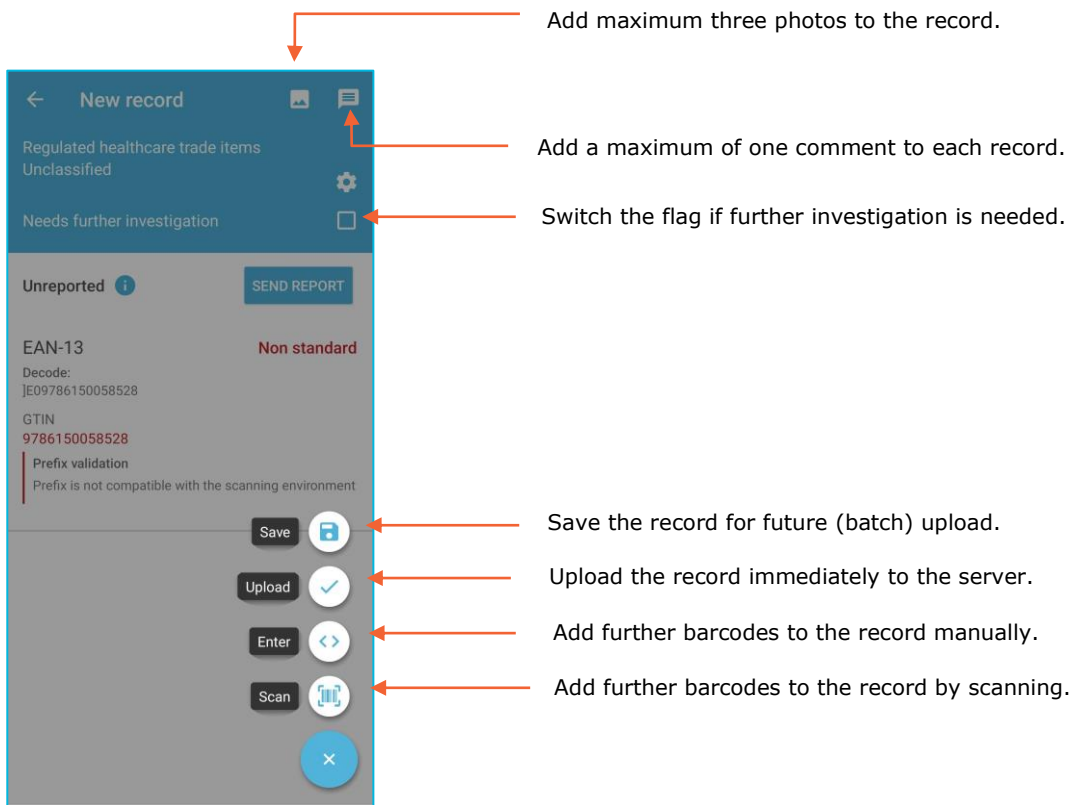 Add maximum three photos to the record.
New record
Add a maximum of one comment to each record.
Regulated healthcare trade items
Unclassified
Needs further investigation
Switch the flag if further investigation is needed.
Unreported
SEND REPORT
EAN-13
Non standard
Decode:
]E09786150058528
GTIN
9786150058528
Prefix validation
Prefix is not compatible with the scanning environment
Save
Save the record for future (batch) upload.
Upload
Upload the record immediately to the server.
Enter
Add further barcodes to the record manually.
Scan
Add further barcodes to the record by scanning.